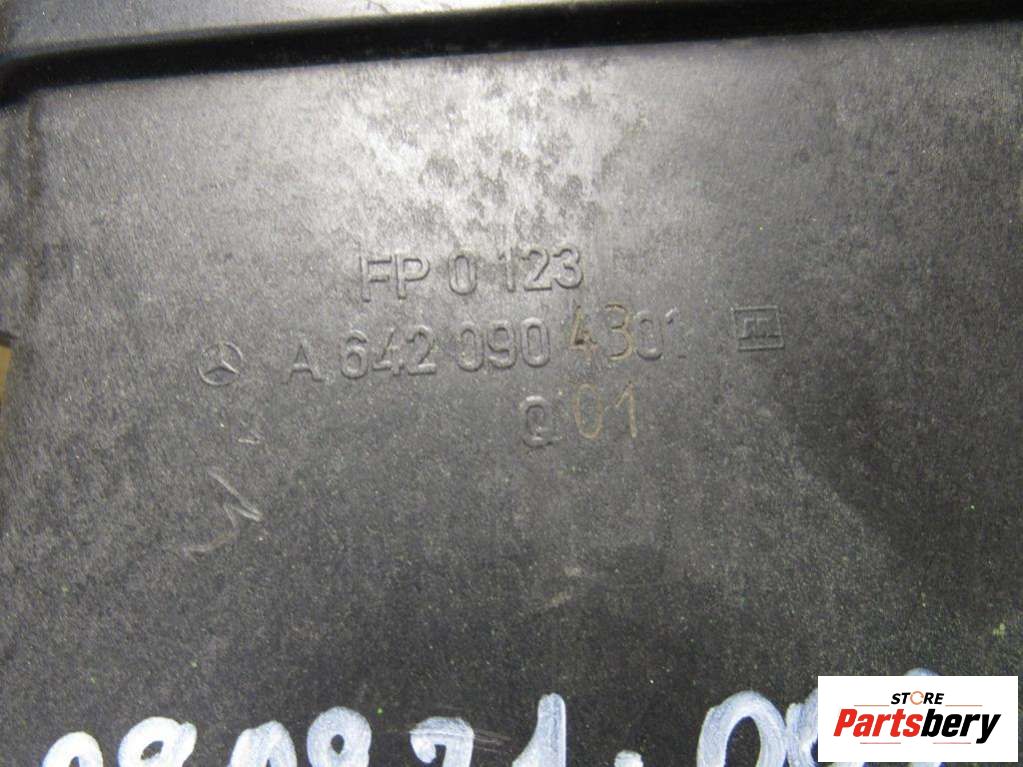 FP 0 123
A 642 090 4301
Q 01
STORE
Partsbery